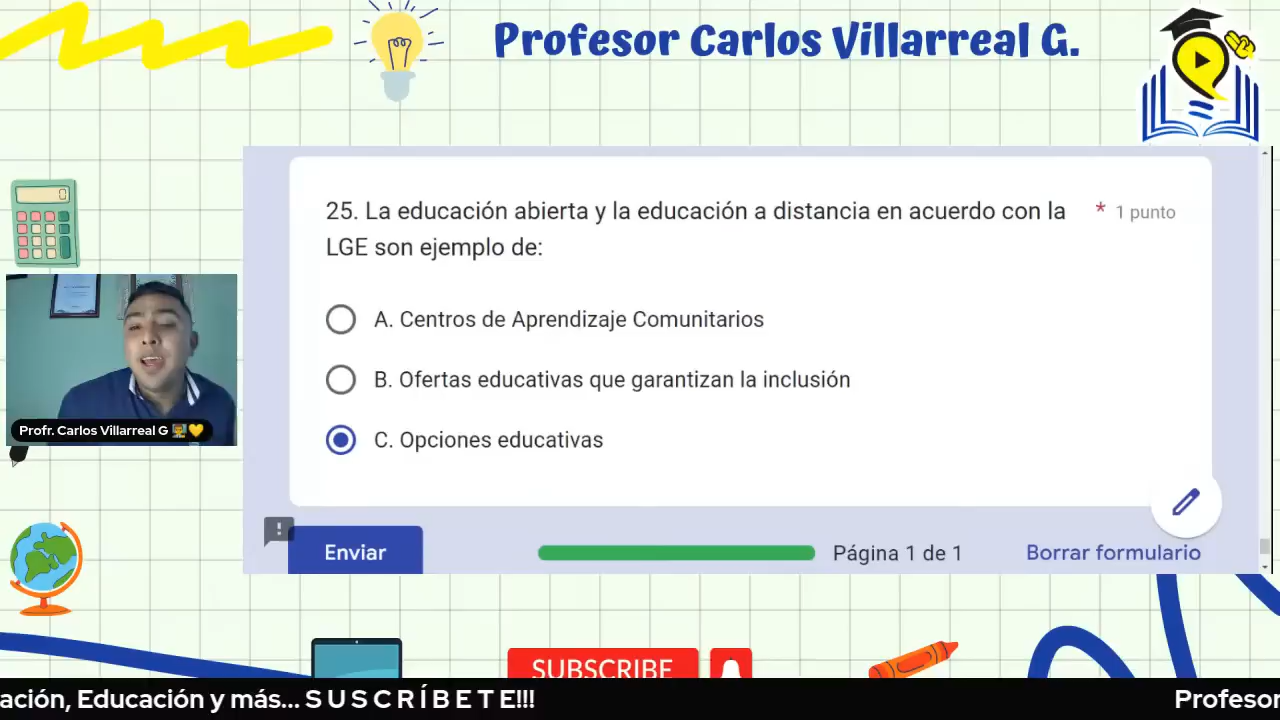 Profesor Carlos Villarreal G.
0
25. La educación abierta y la educación a distancia en acuerdo con la * 1 punto
LGE son ejemplo de:
A. Centros de Aprendizaje Comunitarios
B. Ofertas educativas que garantizan la inclusión
C. Opciones educativas
Profr. Carlos Villarreal G
!
Enviar
Página 1 de 1
Borrar formulario
SUBSCRIBE
ación, Educación y más... S U S C R Í B E T E!!! Profesor